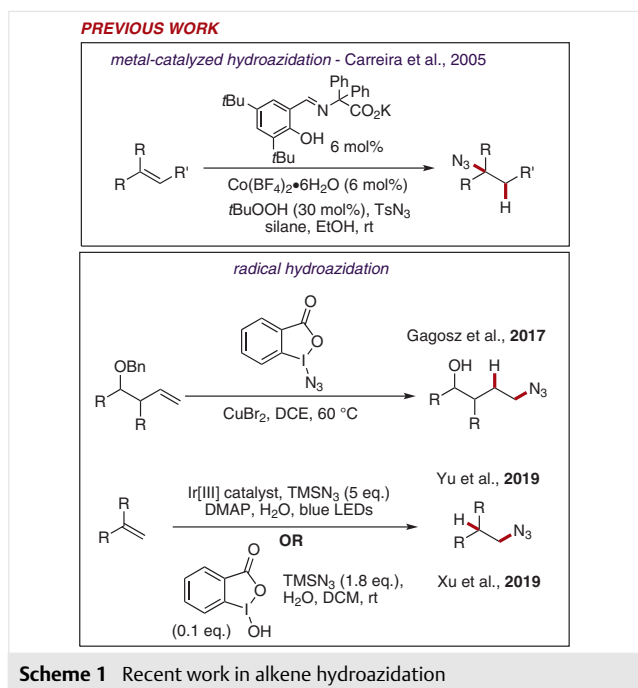 PREVIOUS WORK
metal-catalyzed hydroazidation - Carreira et al., 2005
Ph
Ph
tBu
N
CO2K
OH
tBu
6 mol%
R
R
R'
Co(BF4)2•6H2O (6 mol%)
tBuOOH (30 mol%), TsN3
silane, EtOH, rt
N3
R
R
R'
H
radical hydroazidation
O
O
I
N3
Gagosz et al., 2017
OBn
R
R
CuBr2, DCE, 60 °C
OH
H
R
R
N3
Yu et al., 2019
R
R
Ir[III] catalyst, TMSN3 (5 eq.)
DMAP, H2O, blue LEDs
OR
H
R
R
N3
Xu et al., 2019
O
O
I
OH
(0.1 eq.)
TMSN3 (1.8 eq.),
H2O, DCM, rt
Scheme 1 Recent work in alkene hydroazidation